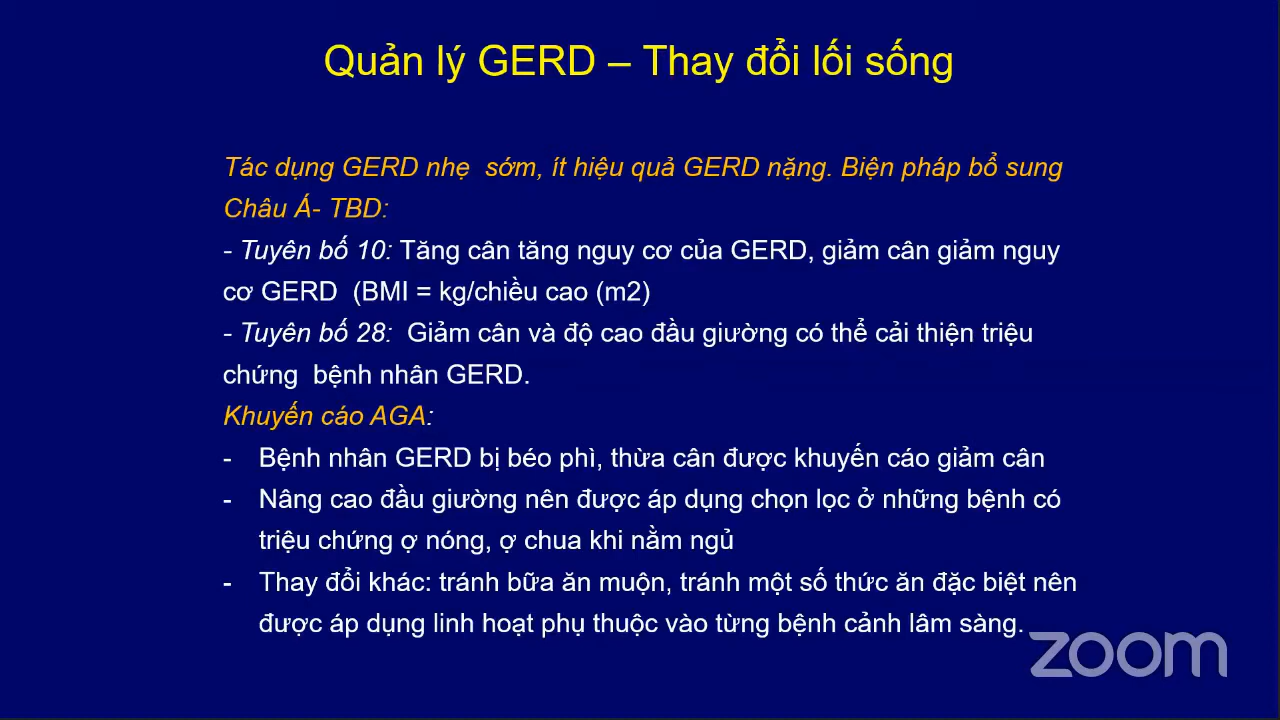 Quản lý GERD – Thay đổi lối sống
Tác dụng GERD nhẹ  sớm, ít hiệu quả GERD nặng. Biện pháp bổ sung
Châu Á- TBD:
- Tuyên bố 10: Tăng cân tăng nguy cơ của GERD, giảm cân giảm nguy
cơ GERD  (BMI = kg/chiều cao (m2)
- Tuyên bố 28:  Giảm cân và độ cao đầu giường có thể cải thiện triệu
chứng  bệnh nhân GERD.
Khuyến cáo AGA:
- Bệnh nhân GERD bị béo phì, thừa cân được khuyến cáo giảm cân
- Nâng cao đầu giường nên được áp dụng chọn lọc ở những bệnh có
triệu chứng ợ nóng, ợ chua khi nằm ngủ
- Thay đổi khác: tránh bữa ăn muộn, tránh một số thức ăn đặc biệt nên
được áp dụng linh hoạt phụ thuộc vào từng bệnh cảnh lâm sàng.
zoom